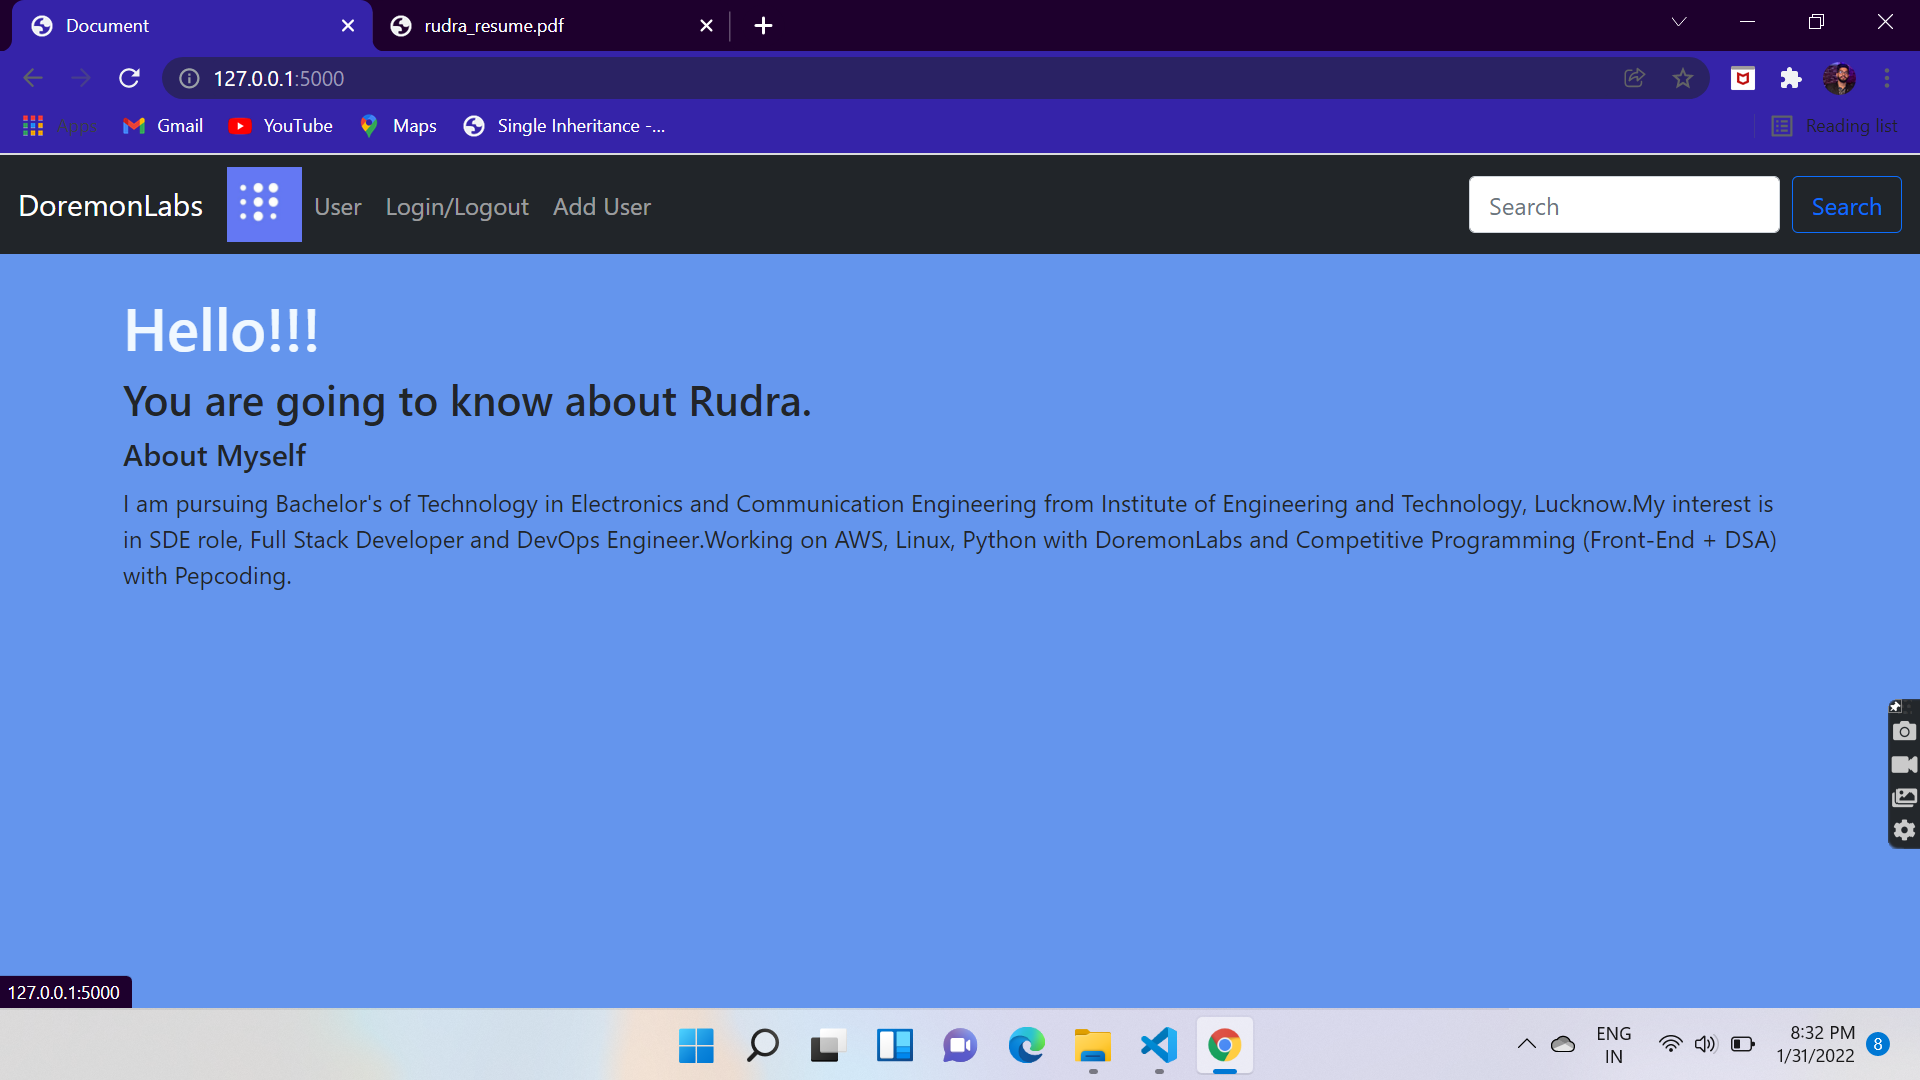 Document
rudra_resume.pdf
127.0.0.1:5000
Apps
Gmail
YouTube
Maps
Single Inheritance -...
Reading list
DoremonLabs
User
Login/Logout
Add User
Search
Search
Hello!!!
You are going to know about Rudra.
About Myself
I am pursuing Bachelor's of Technology in Electronics and Communication Engineering from Institute of Engineering and Technology, Lucknow.My interest is
in SDE role, Full Stack Developer and DevOps Engineer.Working on AWS, Linux, Python with DoremonLabs and Competitive Programming (Front-End + DSA)
with Pepcoding.
127.0.0.1:5000
ENG
IN
8:32 PM
1/31/2022
8